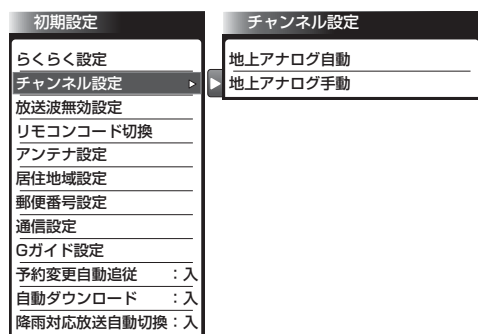 初期設定
らくらく設定
チャンネル設定
放送波無効設定
リモコンコード切換
アンテナ設定
居住地域設定
郵便番号設定
通信設定
Gガイド設定
予約変更自動追従 ：入
自動ダウンロード ：入
降雨対応放送自動切換：入
チャンネル設定
地上アナログ自動
地上アナログ手動